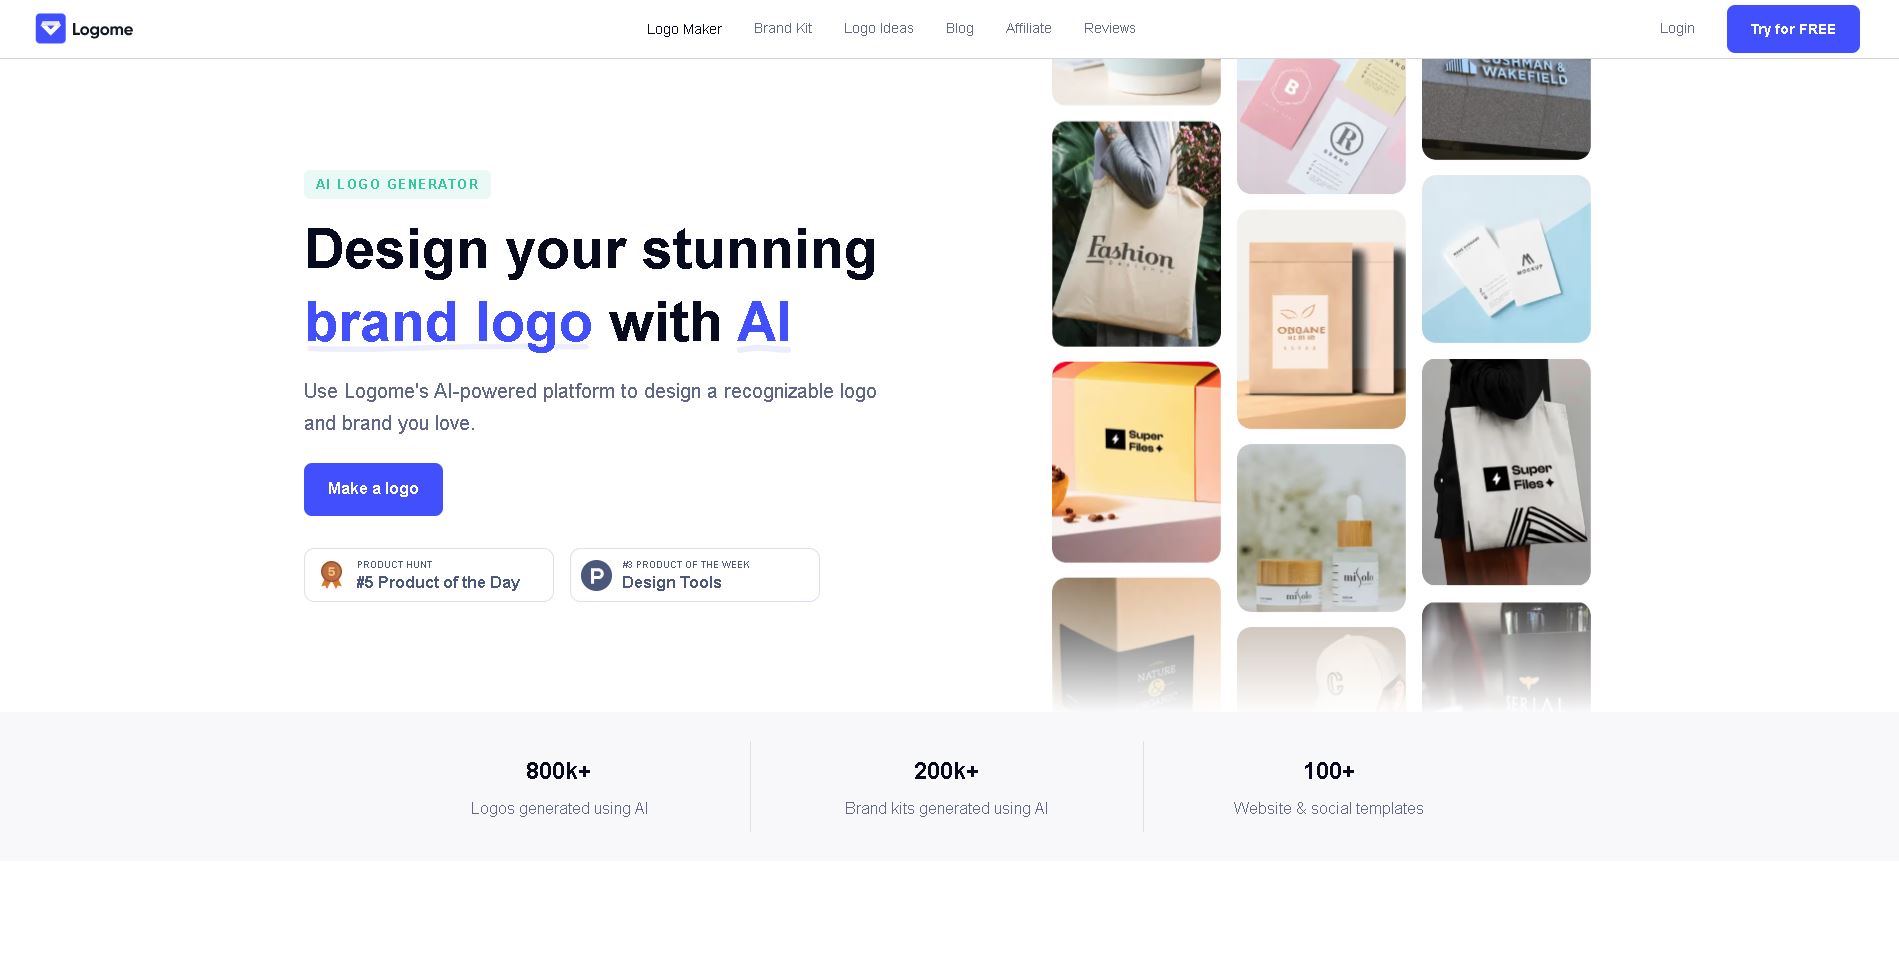 Logome
Logo Maker
Brand Kit
Logo Ideas
Blog
Affiliate
Reviews
Login
Try for FREE
AI LOGO GENERATOR
Design your stunning
brand logo with AI
Use Logome's AI-powered platform to design a recognizable logo
and brand you love.
Make a logo
5
PRODUCT HUNT
#5 Product of the Day
P
#3 PRODUCT OF THE WEEK
Design Tools
Fashion
Super
Files
B
R
BRAND
ORGANE
misolo
misolo
C
CUSHMAN &
WAKEFIELD
M
MOCKUP
Super
Files
NATURE
SERIAL
800k+
Logos generated using AI
200k+
Brand kits generated using AI
100+
Website & social templates